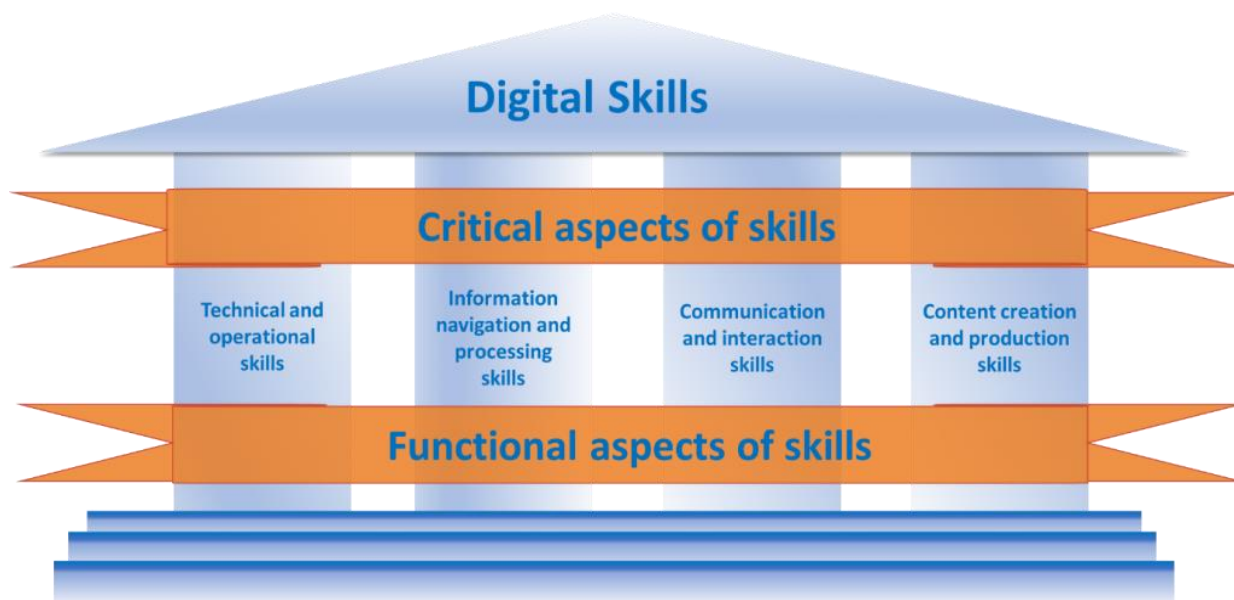 Digital Skills
Critical aspects of skills
Technical and
operational
skills
Information
navigation and
processing
skills
Communication
and interaction
skills
Content creation
and production
skills
Functional aspects of skills